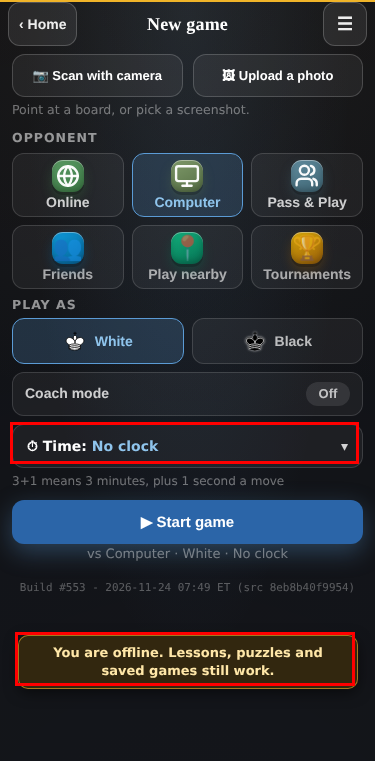 ‹ Home
New game
☰
📷 Scan with camera
🖼 Upload a photo
Point at a board, or pick a screenshot.
OPPONENT
Online
Computer
Pass & Play
Friends
Play nearby
Tournaments
PLAY AS
White
Black
Coach mode
Off
⏱ Time: No clock ▾
3+1 means 3 minutes, plus 1 second a move
▶ Start game
vs Computer · White · No clock
Build #553 - 2026-11-24 07:49 ET (src 8eb8b40f9954)
You are offline. Lessons, puzzles and
saved games still work.